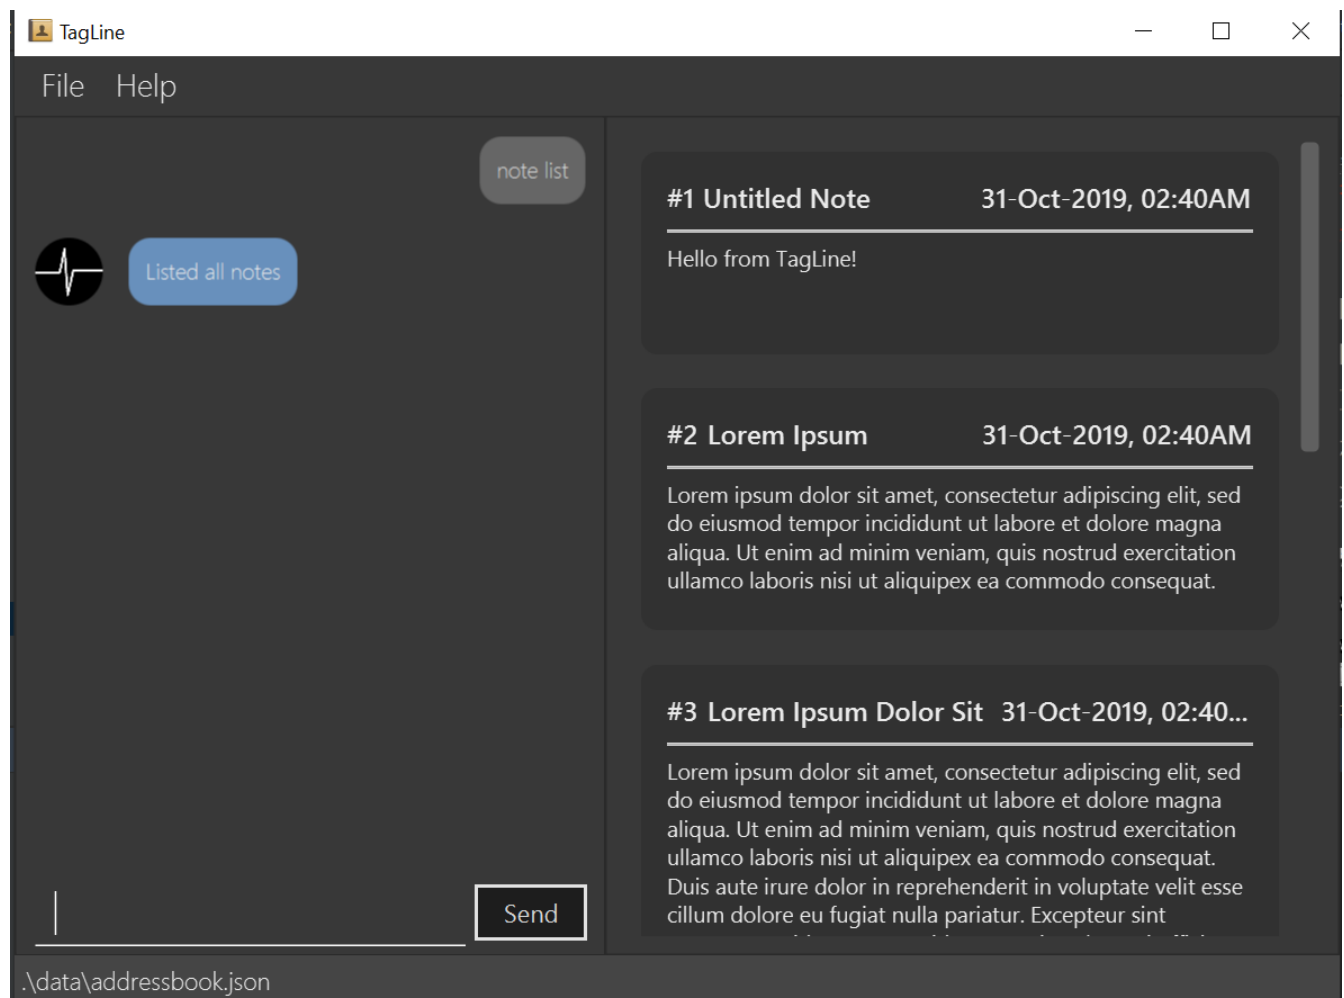 TagLine
File Help
note list
Listed all notes
#1 Untitled Note 31-Oct-2019, 02:40AM
Hello from TagLine!
#2 Lorem Ipsum 31-Oct-2019, 02:40AM
Lorem ipsum dolor sit amet, consectetur adipiscing elit, sed
do eiusmod tempor incididunt ut labore et dolore magna
aliqua. Ut enim ad minim veniam, quis nostrud exercitation
ullamco laboris nisi ut aliquipex ea commodo consequat.
#3 Lorem Ipsum Dolor Sit 31-Oct-2019, 02:40...
Lorem ipsum dolor sit amet, consectetur adipiscing elit, sed
do eiusmod tempor incididunt ut labore et dolore magna
aliqua. Ut enim ad minim veniam, quis nostrud exercitation
ullamco laboris nisi ut aliquipex ea commodo consequat.
Duis aute irure dolor in reprehenderit in voluptate velit esse
cillum dolore eu fugiat nulla pariatur. Excepteur sint
Send
.\data\addressbook.json